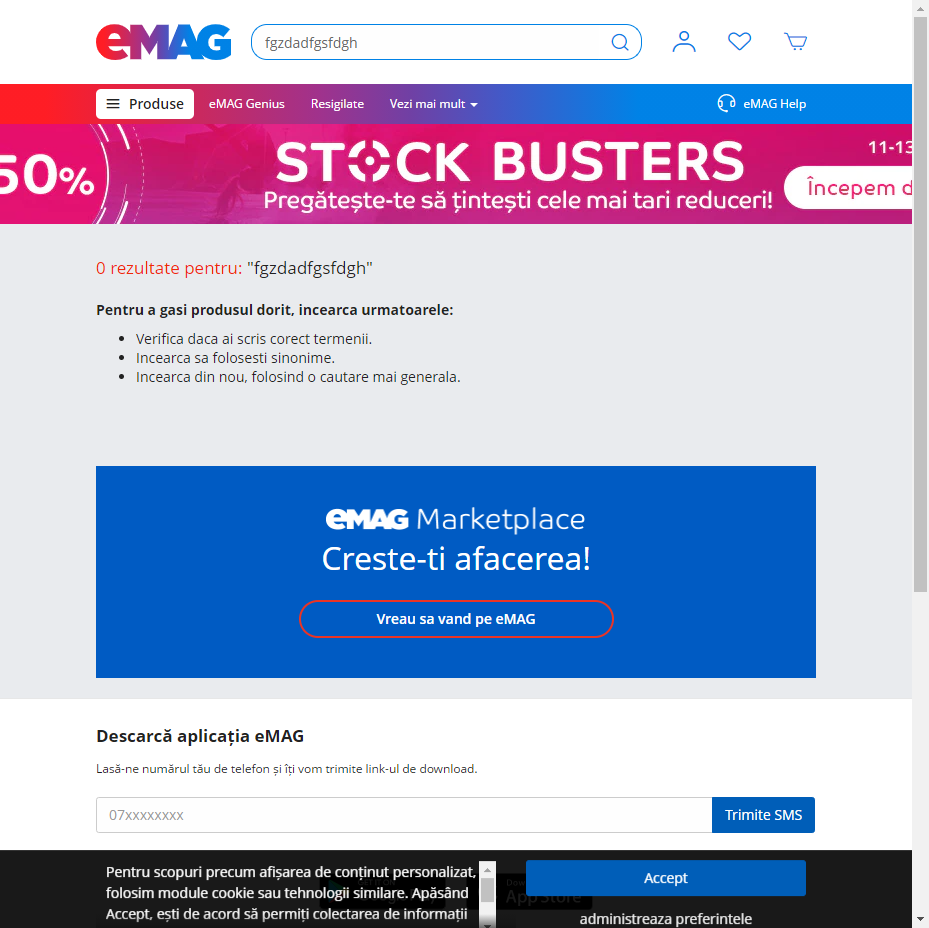 eMAG
fgzdadfgsfdgh
Produse
eMAG Genius
Resigilate
Vezi mai mult
eMAG Help
50%
STOCK BUSTERS
Pregătește-te să țintești cele mai tari reduceri!
11-13
Începem d
0 rezultate pentru: "fgzdadfgsfdgh"
Pentru a gasi produsul dorit, incearca urmatoarele:
Verifica daca ai scris corect termenii.
Incearca sa folosesti sinonime.
Incearca din nou, folosind o cautare mai generala.
eMAG Marketplace
Creste-ti afacerea!
Vreau sa vand pe eMAG
Descarcă aplicația eMAG
Lasă-ne numărul tău de telefon și îți vom trimite link-ul de download.
07xxxxxxxx
Trimite SMS
Pentru scopuri precum afișarea de conținut personalizat,
folosim module cookie sau tehnologii similare. Apăsând
Accept, ești de acord să permiți colectarea de informații
Accept
App Store
administreaza preferintele